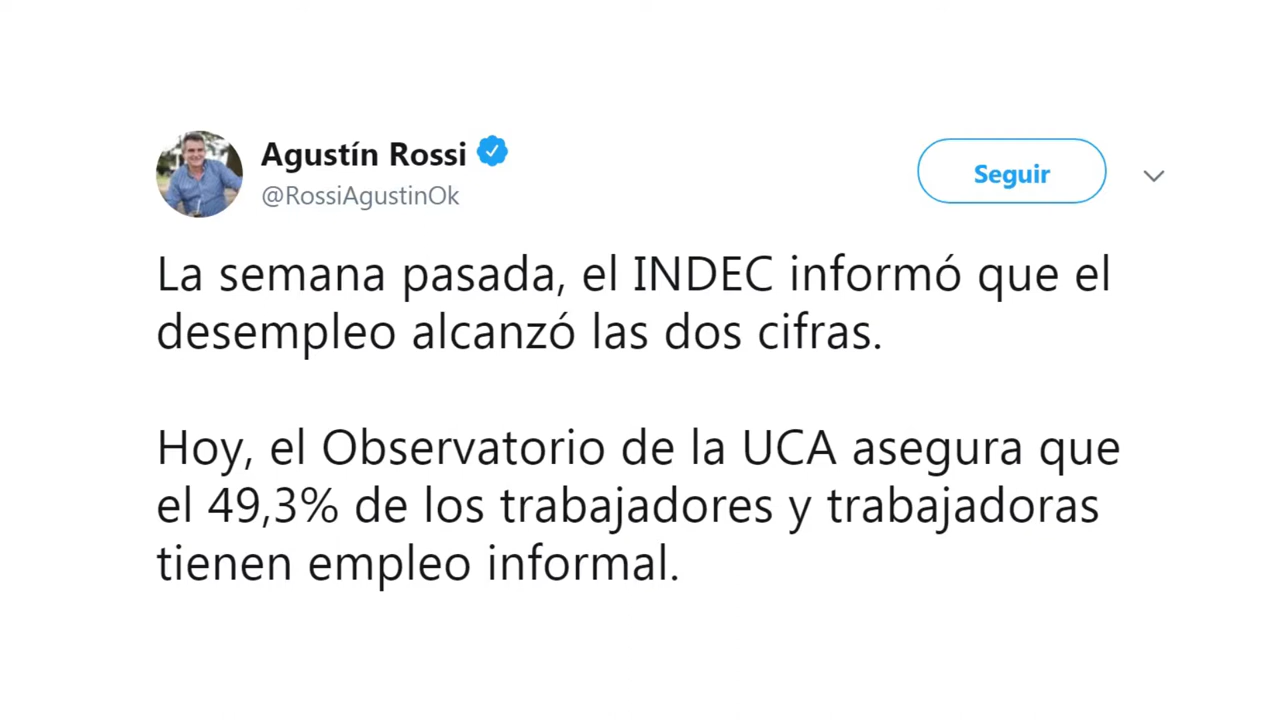 Agustín Rossi
@RossiAgustinOk
Seguir
La semana pasada, el INDEC informó que el
desempleo alcanzó las dos cifras.
Hoy, el Observatorio de la UCA asegura que
el 49,3% de los trabajadores y trabajadoras
tienen empleo informal.